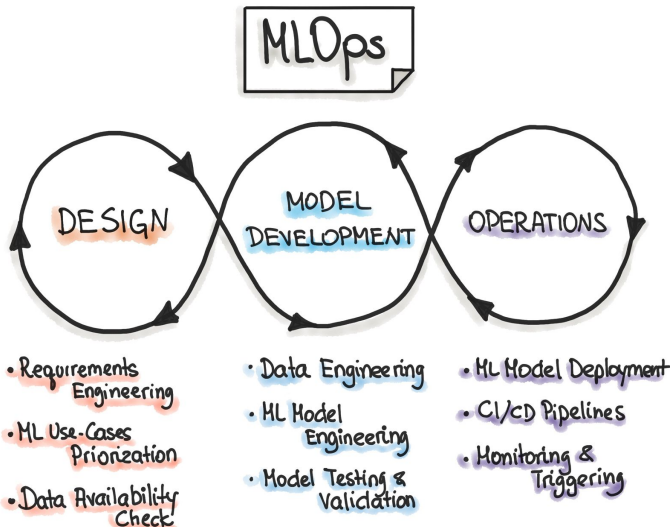 MLOps
DESIGN
MODEL
DEVELOPMENT
OPERATIONS
• Requirements
Engineering
• ML Use-Cases
Priorization
• Data Availability
Check
• Data Engineering
• ML Model
Engineering
• Model Testing &
Validation
• ML Model Deployment
• CI/CD Pipelines
• Monitoring &
Triggering